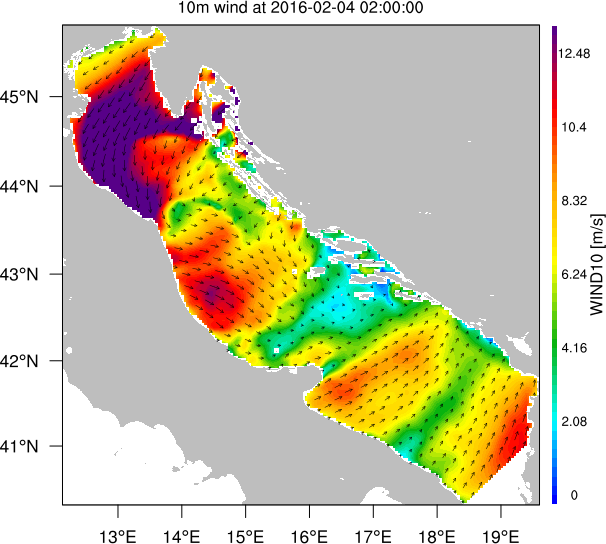 10m wind at 2016-02-04 02:00:00
45°N
44°N
43°N
42°N
41°N
13°E 14°E 15°E 16°E 17°E 18°E 19°E
12.48
10.4
8.32
6.24
4.16
2.08
0
WIND10 [m/s]